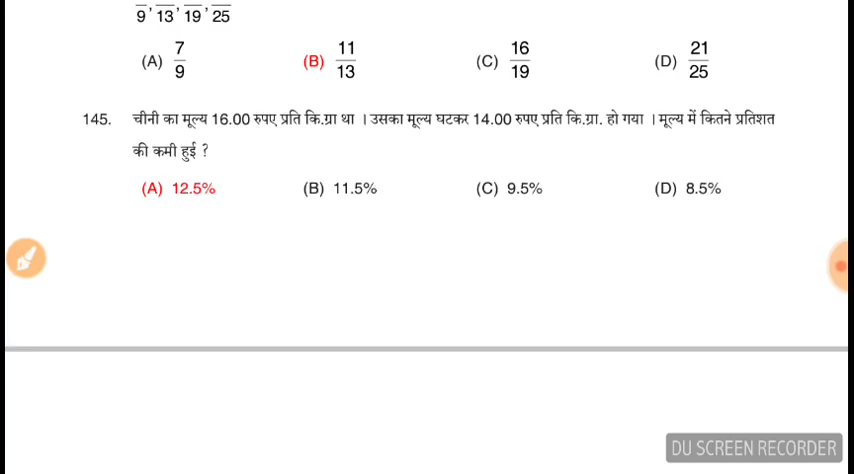 9 , 13 , 19 , 25
(A) 7/9 (B) 11/13 (C) 16/19 (D) 21/25
145. चीनी का मूल्य 16.00 रुपए प्रति कि.ग्रा था । उसका मूल्य घटकर 14.00 रुपए प्रति कि.ग्रा. हो गया । मूल्य में कितने प्रतिशत
की कमी हुई ?
(A) 12.5% (B) 11.5% (C) 9.5% (D) 8.5%
DU SCREEN RECORDER